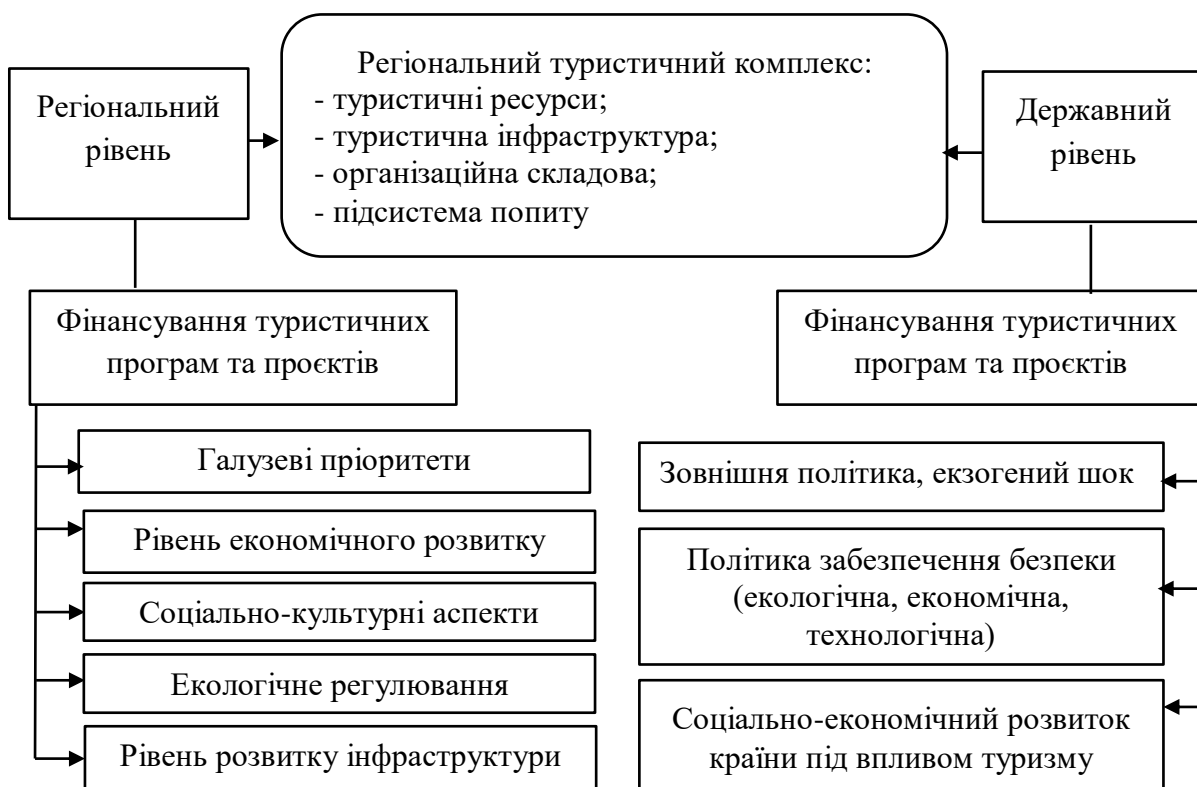 Регіональний туристичний комплекс:
- туристичні ресурси;
- туристична інфраструктура;
- організаційна складова;
- підсистема попиту
Регіональний
рівень
Державний
рівень
Фінансування туристичних
програм та проєктів
Фінансування туристичних
програм та проєктів
Галузеві пріоритети
Рівень економічного розвитку
Соціально-культурні аспекти
Екологічне регулювання
Рівень розвитку інфраструктури
Зовнішня політика, екзогений шок
Політика забезпечення безпеки
(екологічна, економічна,
технологічна)
Соціально-економічний розвиток
країни під впливом туризму